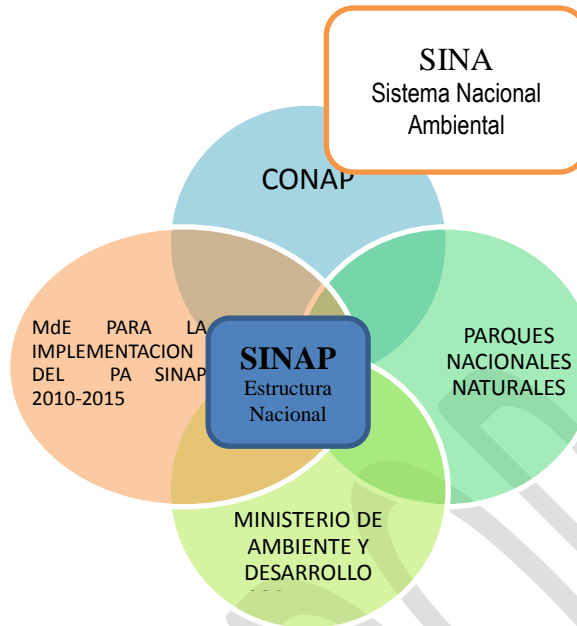 SINA
Sistema Nacional
Ambiental
CONAP
MdE PARA LA
IMPLEMENTACION
DEL PA SINAP
2010-2015
SINAP
Estructura
Nacional
PARQUES
NACIONALES
NATURALES
MINISTERIO DE
AMBIENTE Y
DESARROLLO